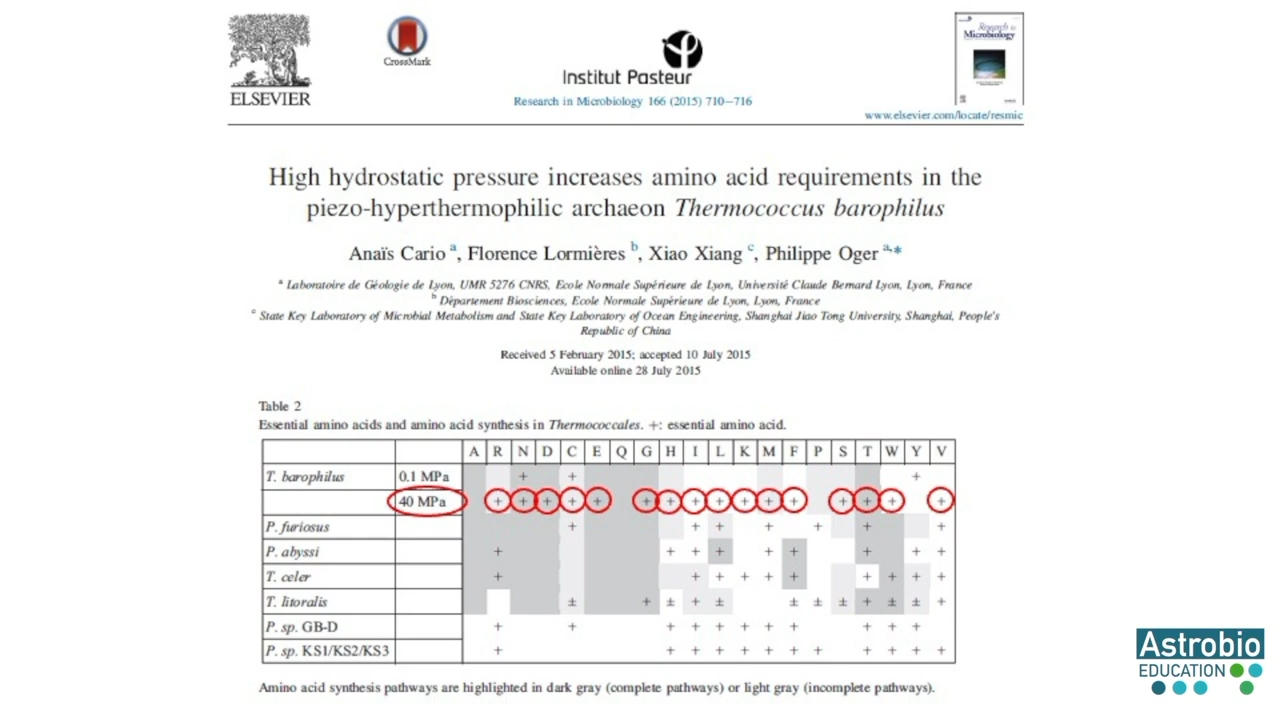 ELSEVIER
CrossMark
Institut Pasteur
Research in Microbiology 166 (2015) 710–716
Research in
Microbiology
www.elsevier.com/locate/resmic
High hydrostatic pressure increases amino acid requirements in the
piezo-hyperthermophilic archaeon Thermococcus barophilus
Anaïs Cario a, Florence Lormières b, Xiao Xiang c, Philippe Oger a,*
a Laboratoire de Géologie de Lyon, UMR 5276 CNRS, Ecole Normale Supérieure de Lyon, Université Claude Bernard Lyon, Lyon, France
b Département Biosciences, Ecole Normale Supérieure de Lyon, Lyon, France
c State Key Laboratory of Microbial Metabolism and State Key Laboratory of Ocean Engineering, Shanghai Jiao Tong University, Shanghai, People's
Republic of China
Received 5 February 2015; accepted 10 July 2015
Available online 28 July 2015
Table 2
Essential amino acids and amino acid synthesis in Thermococcales. +: essential amino acid.
A R N D C E Q G H I L K M F P S T W Y V
T. barophilus 0.1 MPa + + +
40 MPa + + + + + + + + + + + + + + + +
P. furiosus + + + + + + +
P. abyssi + + + + + + + + +
T. celer + + + + + + + + + +
T. litoralis ± + ± + ± ± ± ± + ± ± +
P. sp. GB-D + + + + + + + + + + +
P. sp. KS1/KS2/KS3 + + + + + + + + + + + +
Amino acid synthesis pathways are highlighted in dark gray (complete pathways) or light gray (incomplete pathways).
Astrobio
EDUCATION